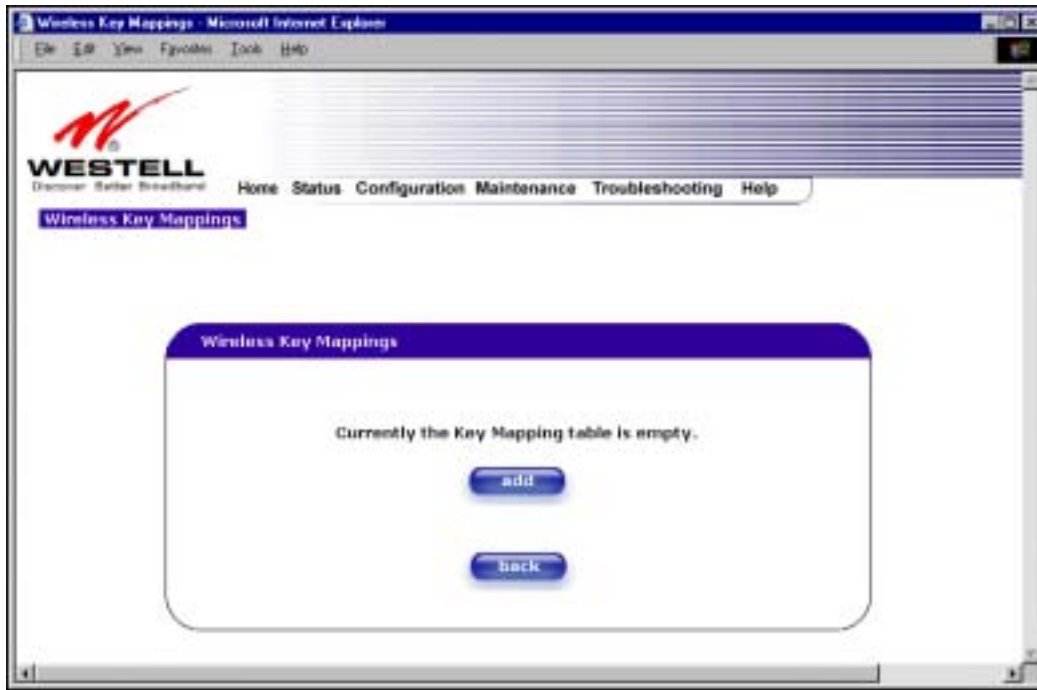 Wireless Key Mappings - Microsoft Internet Explorer
File Edit View Favorites Tools Help
WESTELL
Discover Better Broadband
Home Status Configuration Maintenance Troubleshooting Help
Wireless Key Mappings
Wireless Key Mappings
Currently the Key Mapping table is empty.
add
back